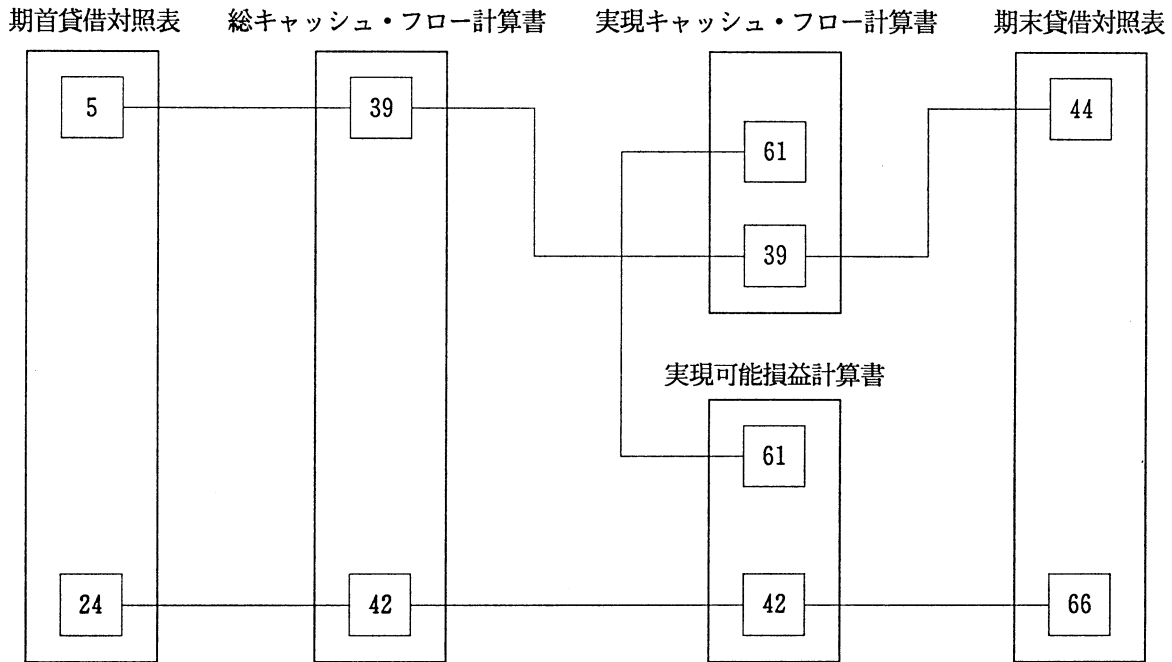 期首貸借対照表 総キャッシュ・フロー計算書 実現キャッシュ・フロー計算書 期末貸借対照表
5 39 44
61
39
実現可能損益計算書
61
24 42 42 66